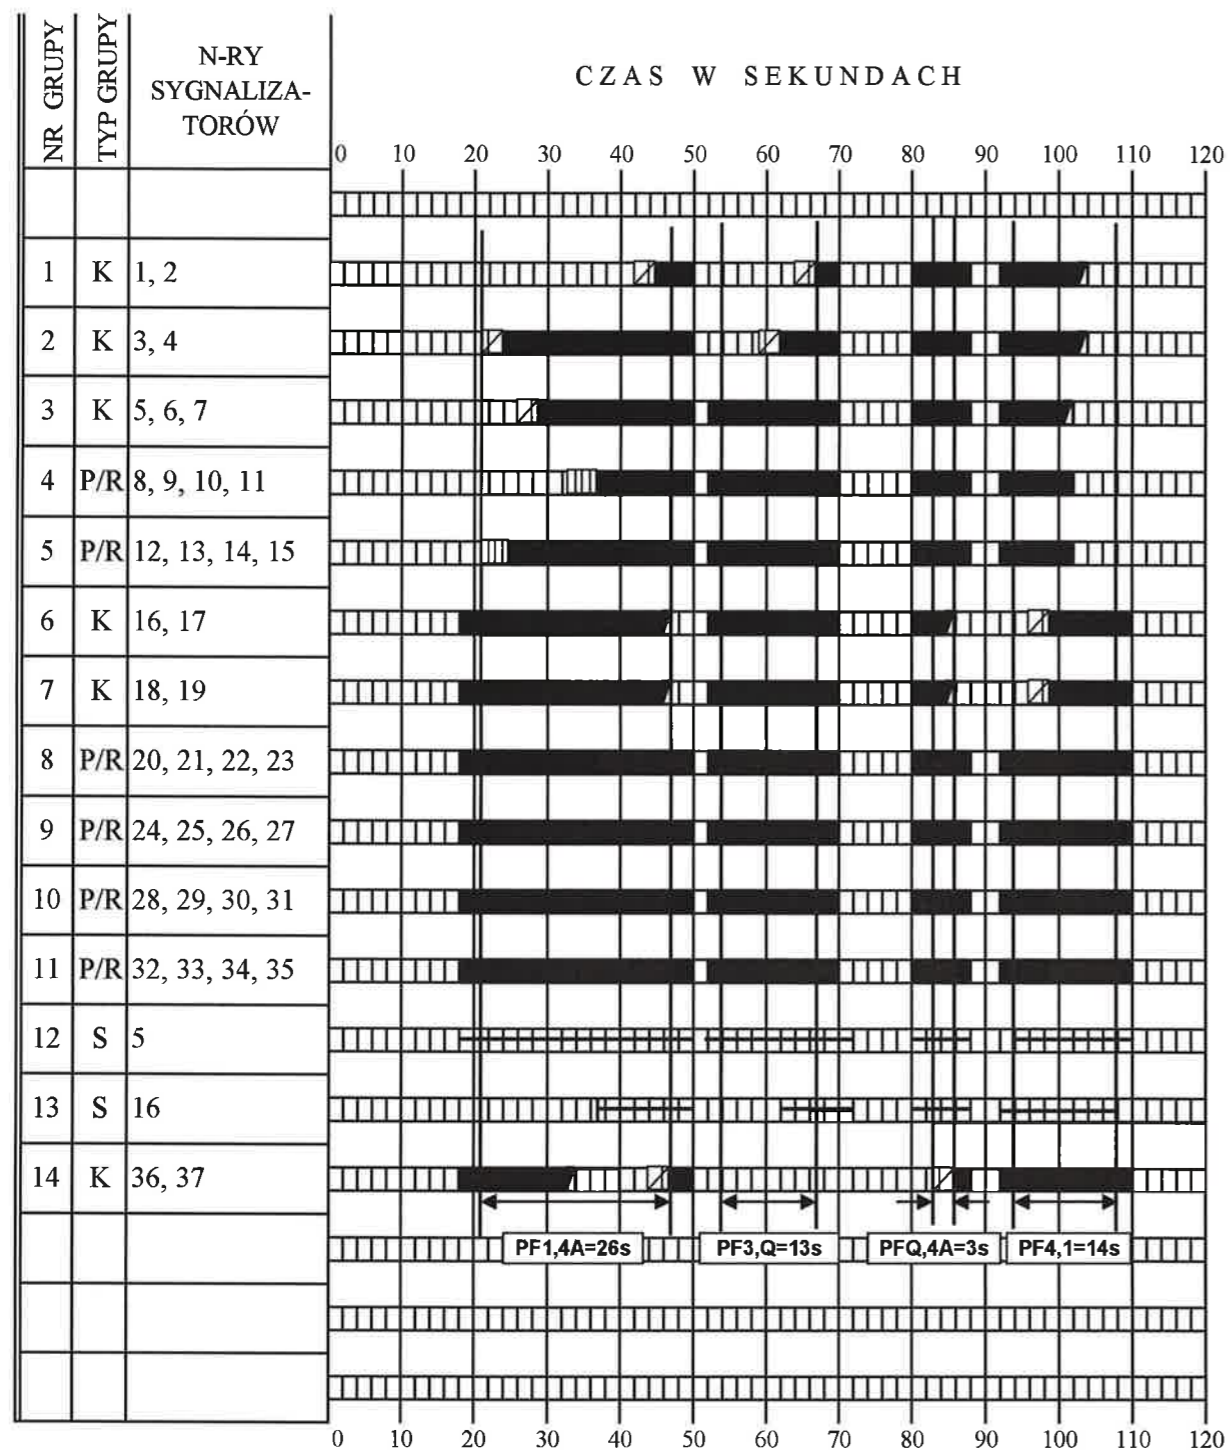 NR GRUPY
TYP GRUPY
N-RY
SYGNALIZA-
TORÓW
CZAS W SEKUNDACH
0 10 20 30 40 50 60 70 80 90 100 110 120
1 K 1, 2
2 K 3, 4
3 K 5, 6, 7
4 P/R 8, 9, 10, 11
5 P/R 12, 13, 14, 15
6 K 16, 17
7 K 18, 19
8 P/R 20, 21, 22, 23
9 P/R 24, 25, 26, 27
10 P/R 28, 29, 30, 31
11 P/R 32, 33, 34, 35
12 S 5
13 S 16
14 K 36, 37
PF1,4A=26s PF3,Q=13s PFQ,4A=3s PF4,1=14s
0 10 20 30 40 50 60 70 80 90 100 110 120